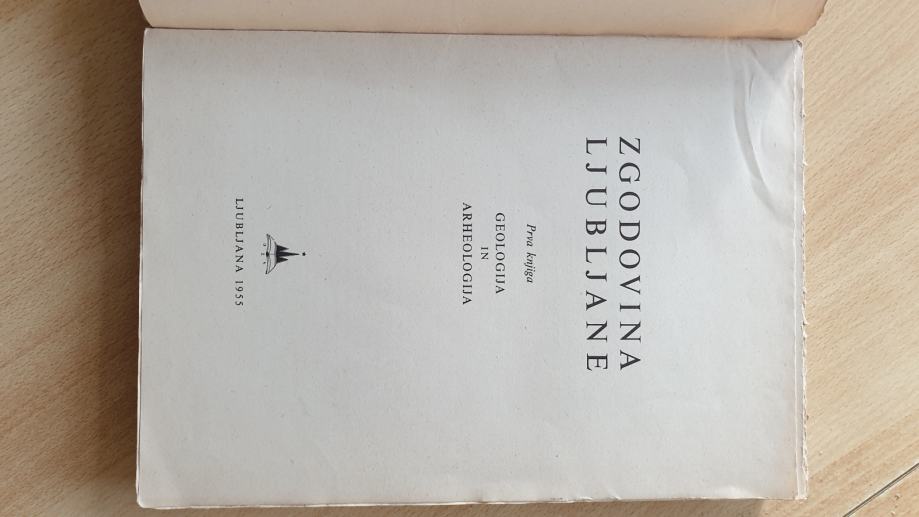 ZGODOVINA
LJUBLJANE
Prva knjiga
GEOLOGIJA
IN
ARHEOLOGIJA
LJUBLJANA 1955